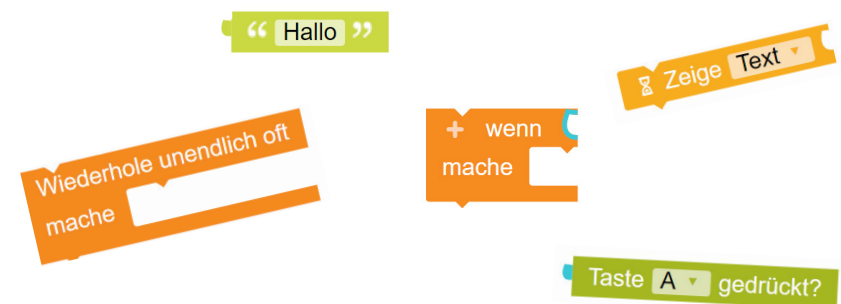 “ Hallo ”
Zeige Text
Wiederhole unendlich oft
mache
+ wenn
mache
Taste A gedrückt?